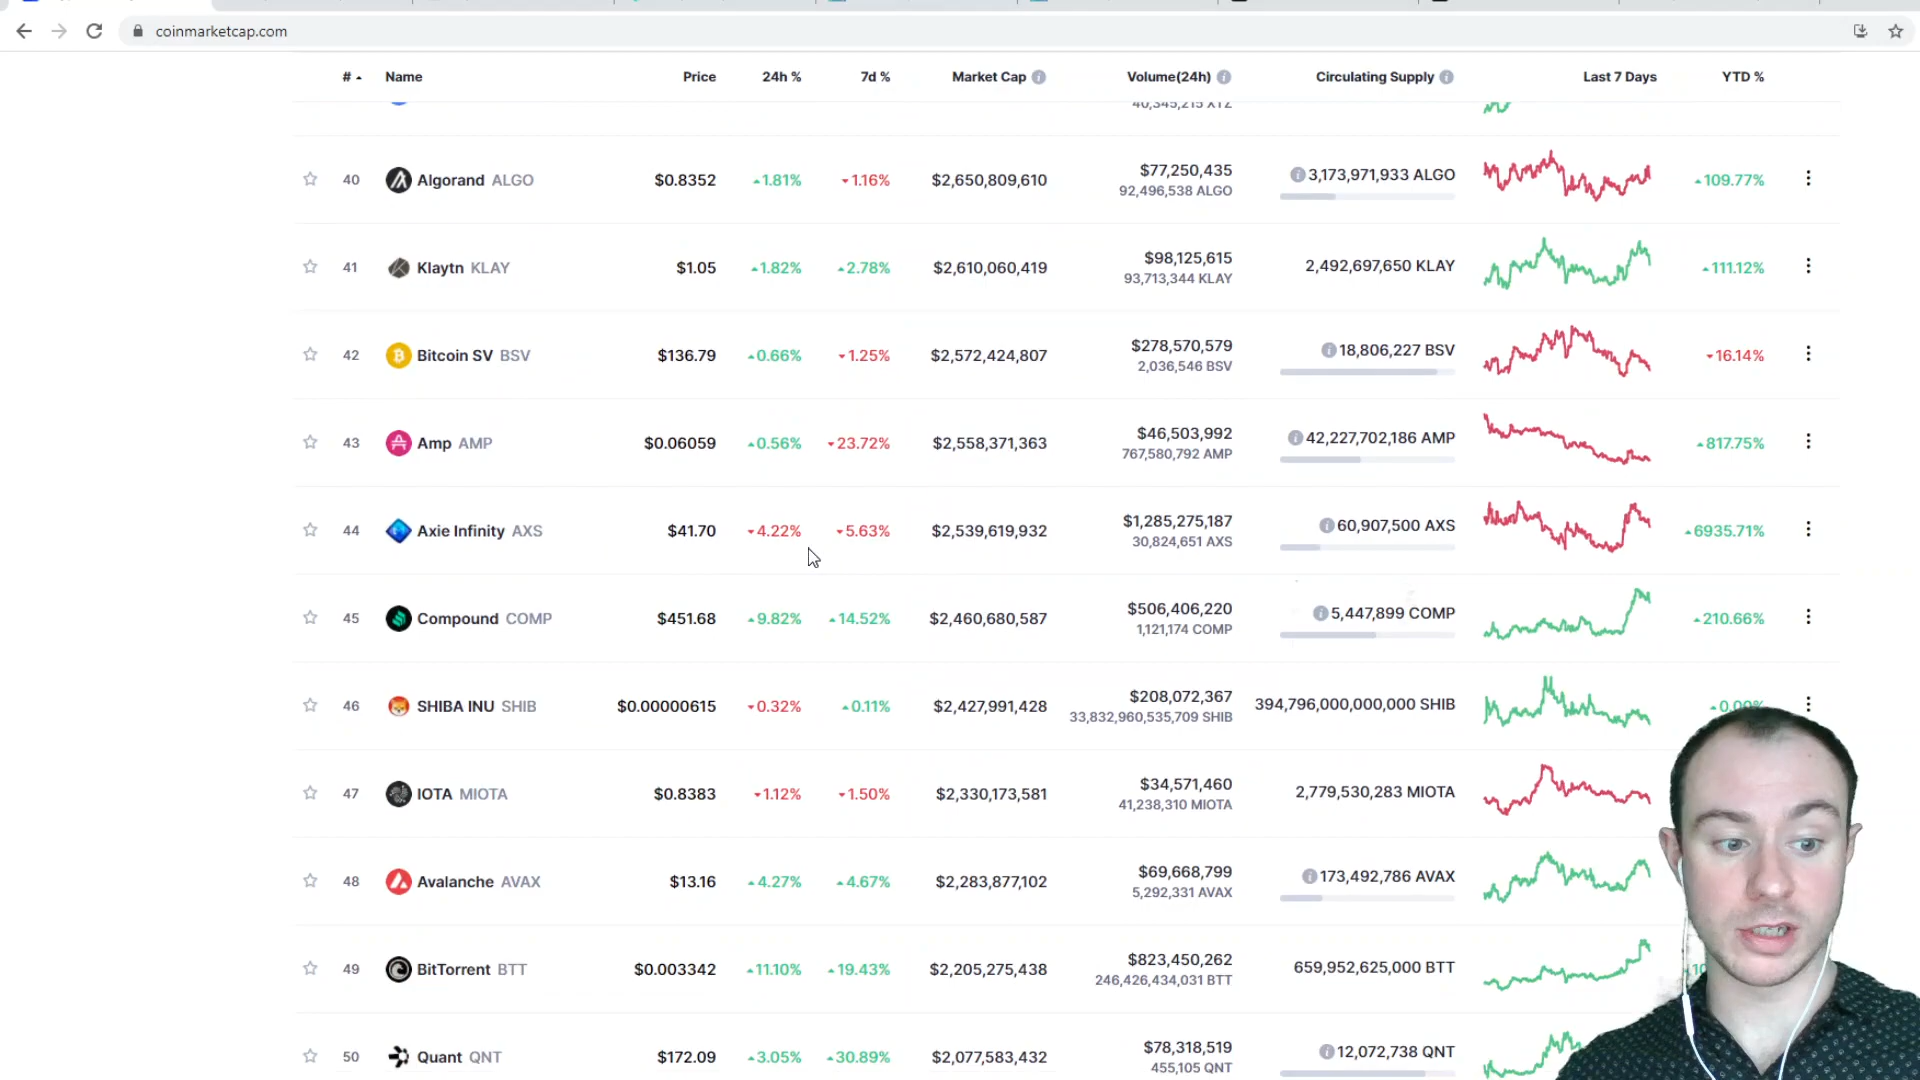 coinmarketcap.com
# Name Price 24h % 7d % Market Cap Volume(24h) Circulating Supply Last 7 Days YTD %
40,345,215 XTZ
40 Algorand ALGO $0.8352 1.81% 1.16% $2,650,809,610 $77,250,435 3,173,971,933 ALGO 109.77%
92,496,538 ALGO
41 Klaytn KLAY $1.05 1.82% 2.78% $2,610,060,419 $98,125,615 2,492,697,650 KLAY 111.12%
93,713,344 KLAY
42 Bitcoin SV BSV $136.79 0.66% 1.25% $2,572,424,807 $278,570,579 18,806,227 BSV 16.14%
2,036,546 BSV
43 Amp AMP $0.06059 0.56% 23.72% $2,558,371,363 $46,503,992 42,227,702,186 AMP 817.75%
767,580,792 AMP
44 Axie Infinity AXS $41.70 4.22% 5.63% $2,539,619,932 $1,285,275,187 60,907,500 AXS 6935.71%
30,824,651 AXS
45 Compound COMP $451.68 9.82% 14.52% $2,460,680,587 $506,406,220 5,447,899 COMP 210.66%
1,121,174 COMP
46 SHIBA INU SHIB $0.00000615 0.32% 0.11% $2,427,991,428 $208,072,367 394,796,000,000,000 SHIB 0.00%
33,832,960,535,709 SHIB
47 IOTA MIOTA $0.8383 1.12% 1.50% $2,330,173,581 $34,571,460 2,779,530,283 MIOTA
41,238,310 MIOTA
48 Avalanche AVAX $13.16 4.27% 4.67% $2,283,877,102 $69,668,799 173,492,786 AVAX
5,292,331 AVAX
49 BitTorrent BTT $0.003342 11.10% 19.43% $2,205,275,438 $823,450,262 659,952,625,000 BTT
246,426,434,031 BTT
50 Quant QNT $172.09 3.05% 30.89% $2,077,583,432 $78,318,519 12,072,738 QNT
455,105 QNT